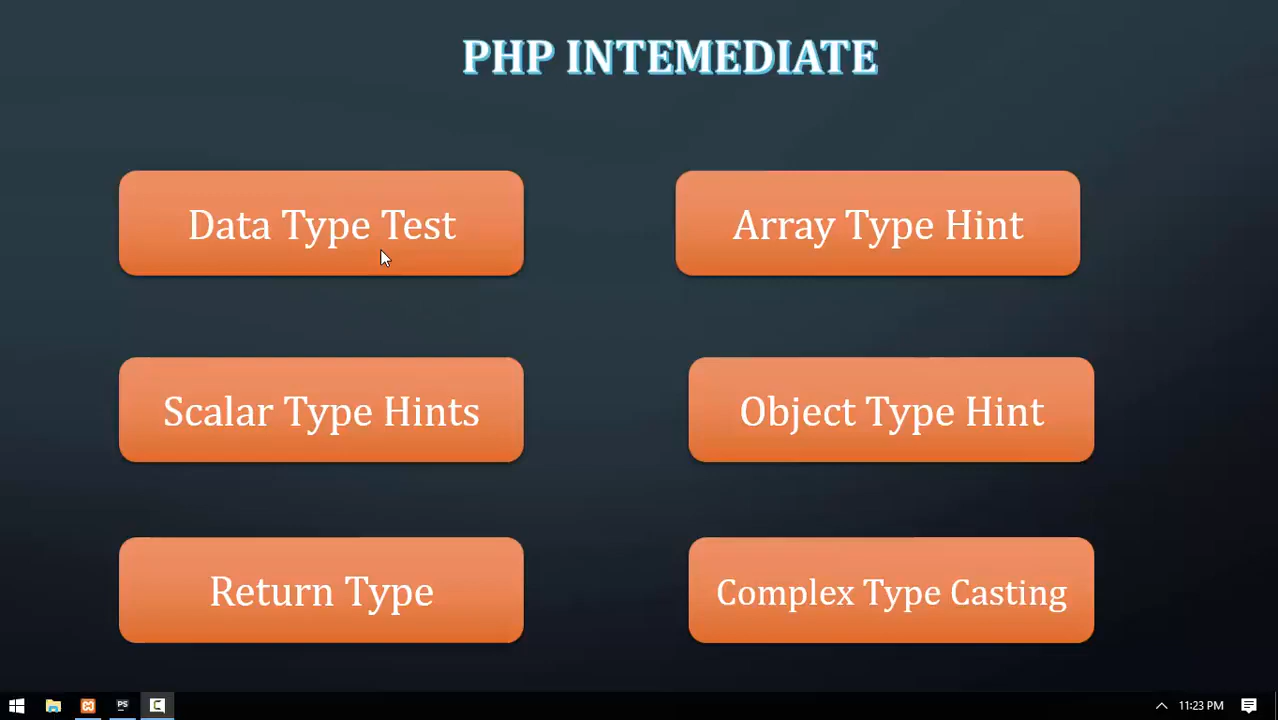 PHP INTEMEDIATE
Data Type Test
Array Type Hint
Scalar Type Hints
Object Type Hint
Return Type
Complex Type Casting
PS
C
11:23 PM